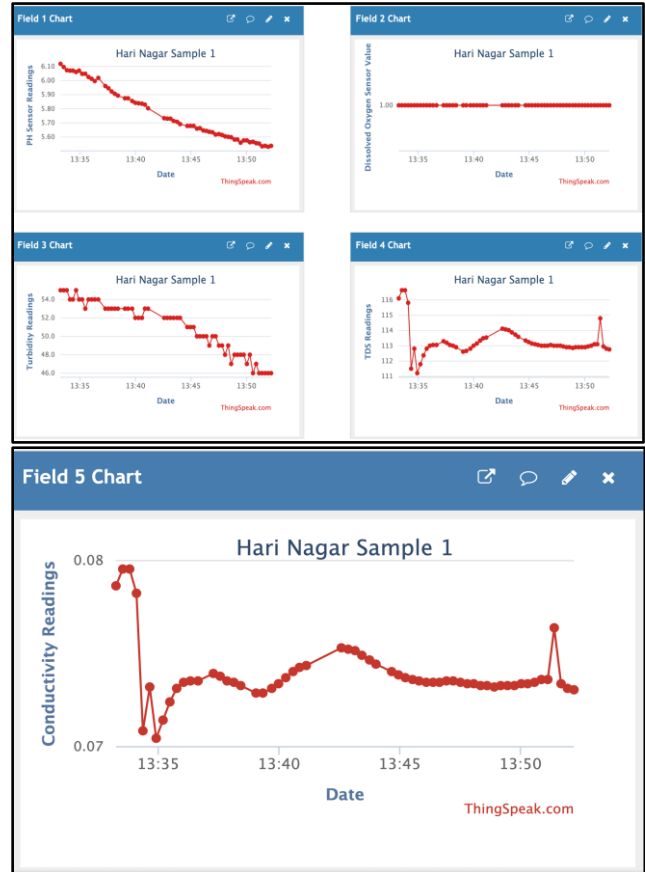 Field 1 Chart
Hari Nagar Sample 1
PH Sensor Readings
6.10
6.00
5.90
5.80
5.70
5.60
13:35 13:40 13:45 13:50
Date
ThingSpeak.com
Field 2 Chart
Hari Nagar Sample 1
Dissolved Oxygen Sensor Value
1.00
13:35 13:40 13:45 13:50
Date
ThingSpeak.com
Field 3 Chart
Hari Nagar Sample 1
Turbidity Readings
54.0
52.0
50.0
48.0
46.0
13:35 13:40 13:45 13:50
Date
ThingSpeak.com
Field 4 Chart
Hari Nagar Sample 1
TDS Readings
116
115
114
113
112
111
13:35 13:40 13:45 13:50
Date
ThingSpeak.com
Field 5 Chart
Hari Nagar Sample 1
Conductivity Readings
0.08
0.07
13:35 13:40 13:45 13:50
Date
ThingSpeak.com